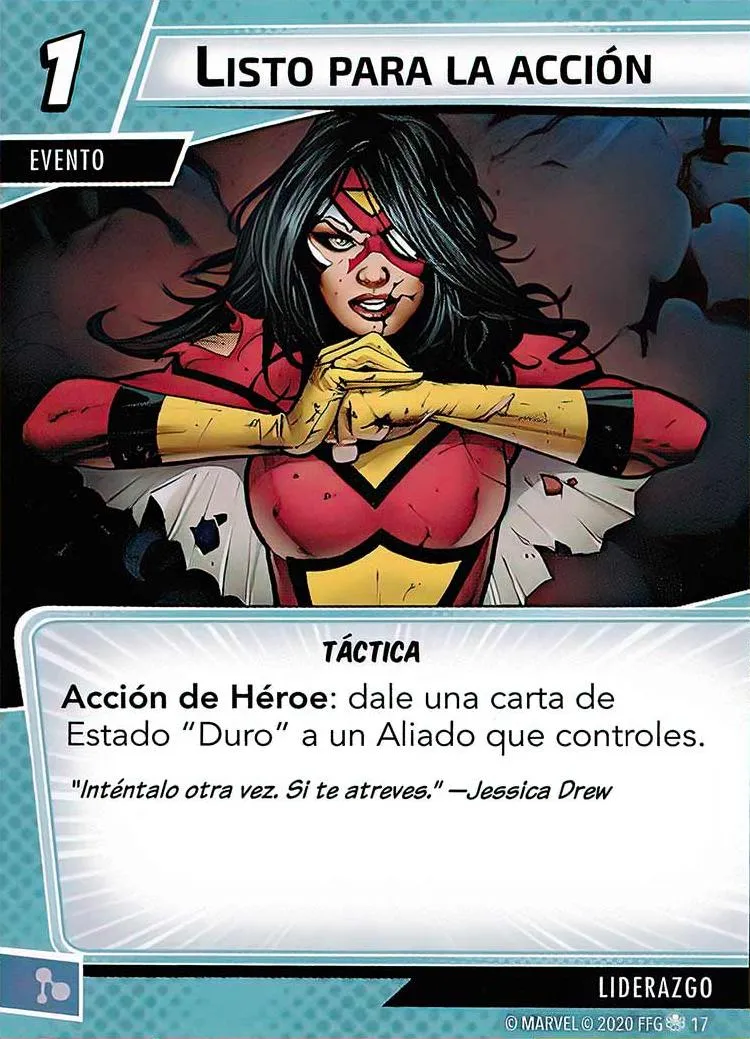 1
LISTO PARA LA ACCIÓN
EVENTO
TÁCTICA
Acción de Héroe: dale una carta de
Estado “Duro” a un Aliado que controles.
"Inténtalo otra vez. Si te atreves." —Jessica Drew
LIDERAZGO
© MARVEL © 2020 FFG 17